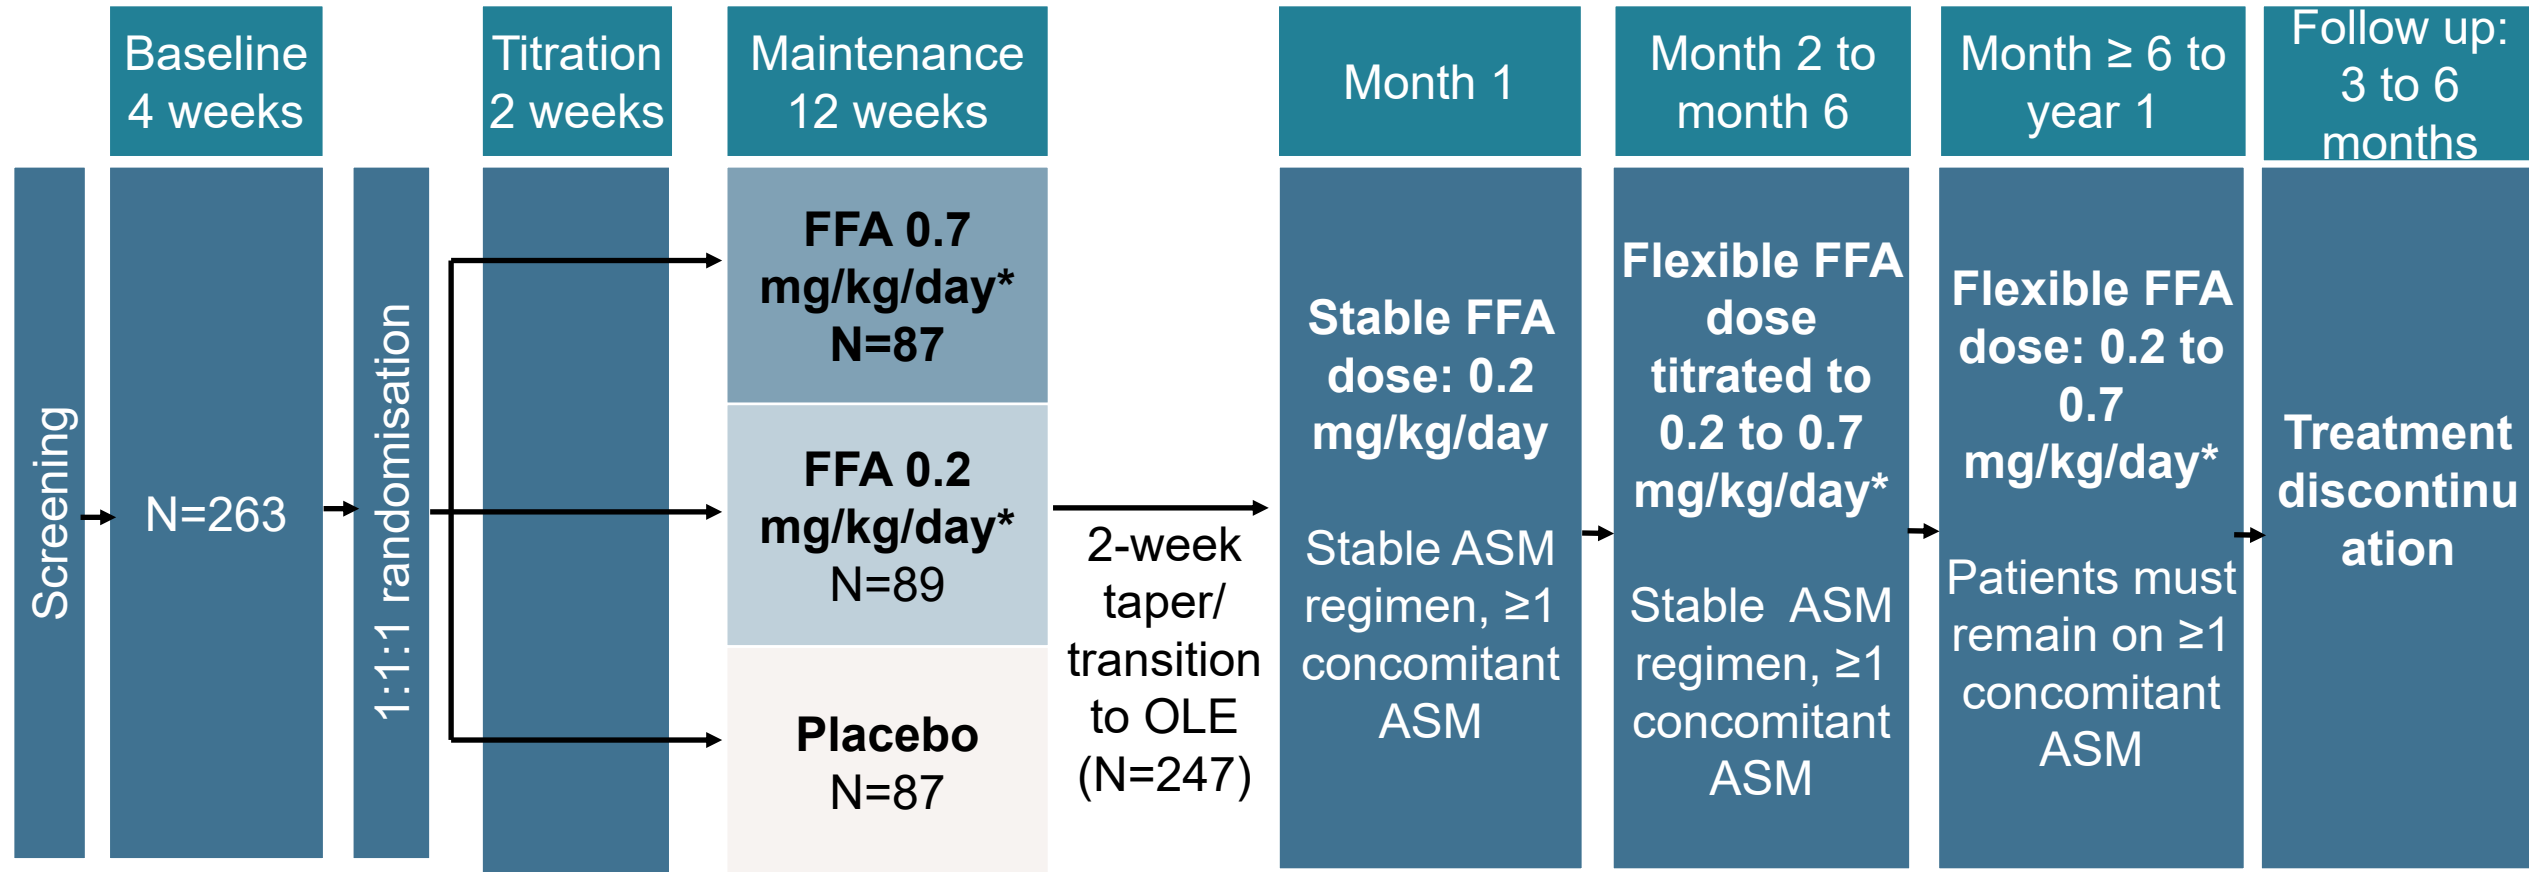 Baseline
4 weeks
Titration
2 weeks
Maintenance
12 weeks
Month 1
Month 2 to
month 6
Month ≥ 6 to
year 1
Follow up:
3 to 6
months
Screening
N=263
1:1:1 randomisation
FFA 0.7
mg/kg/day*
N=87
FFA 0.2
mg/kg/day*
N=89
Placebo
N=87
2-week
taper/
transition
to OLE
(N=247)
Stable FFA
dose: 0.2
mg/kg/day
Stable ASM
regimen, ≥1
concomitant
ASM
Flexible FFA
dose
titrated to
0.2 to 0.7
mg/kg/day*
Stable ASM
regimen, ≥1
concomitant
ASM
Flexible FFA
dose: 0.2 to
0.7
mg/kg/day*
Patients must
remain on ≥1
concomitant
ASM
Treatment
discontinu
ation